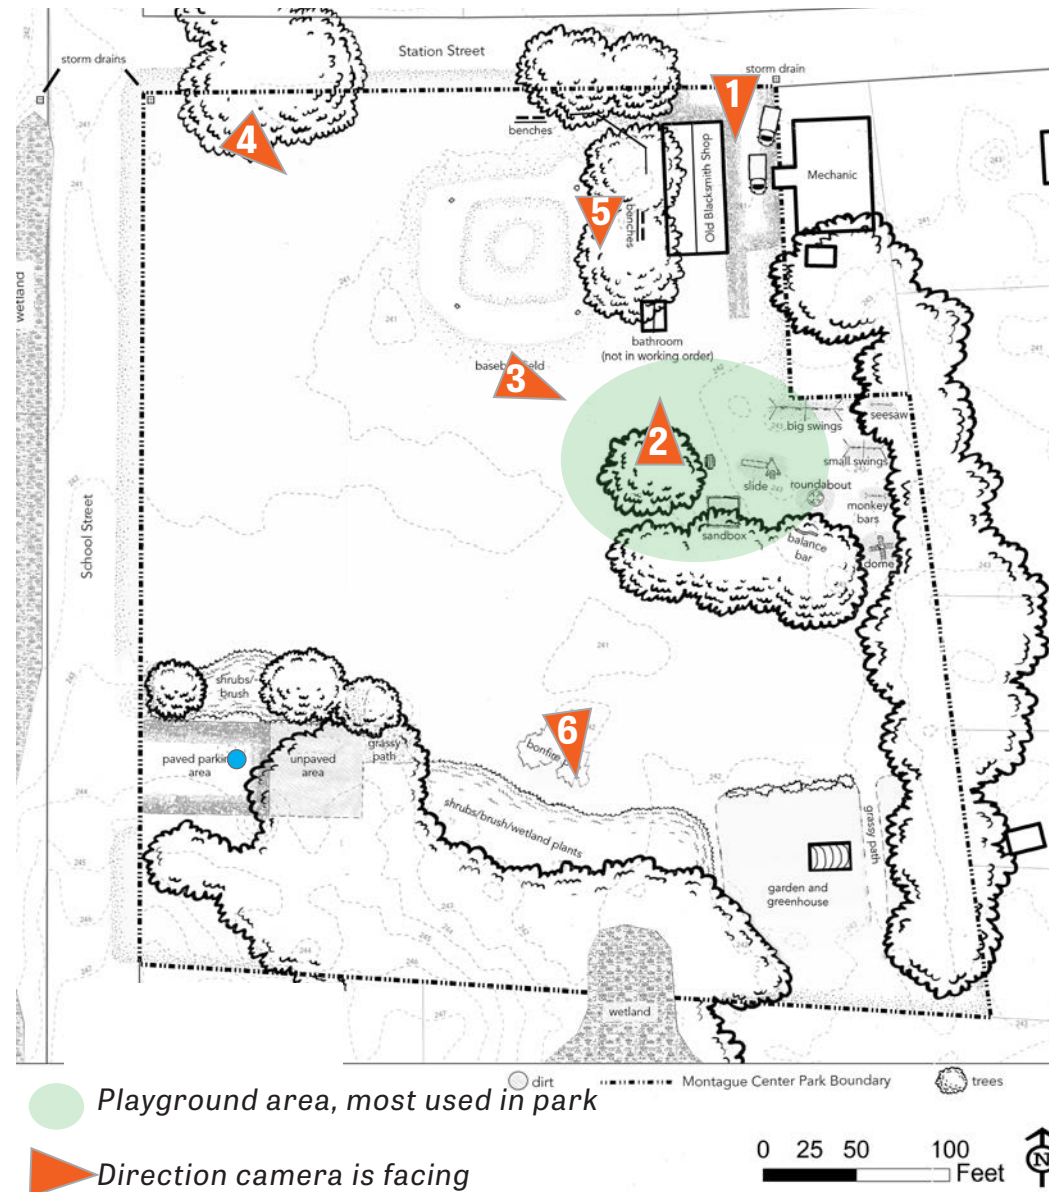 Station Street
storm drains
storm drain
1
4
benches
Mechanic
Old Blacksmith Shop
5
benches
wetland
241
241
bathroom
(not in working order)
3
2
big swings
seesaw
small swings
slide
roundabout
monkey
bars
sandbox
balance
bar
dome
School Street
241
shrubs/
brush
6
paved parking
area
unpaved
area
grassy
path
shrubs/brush/wetland plants
242
grassy path
garden and
greenhouse
wetland
dirt
Montague Center Park Boundary
trees
Playground area, most used in park
Direction camera is facing
0 25 50 100
Feet
N